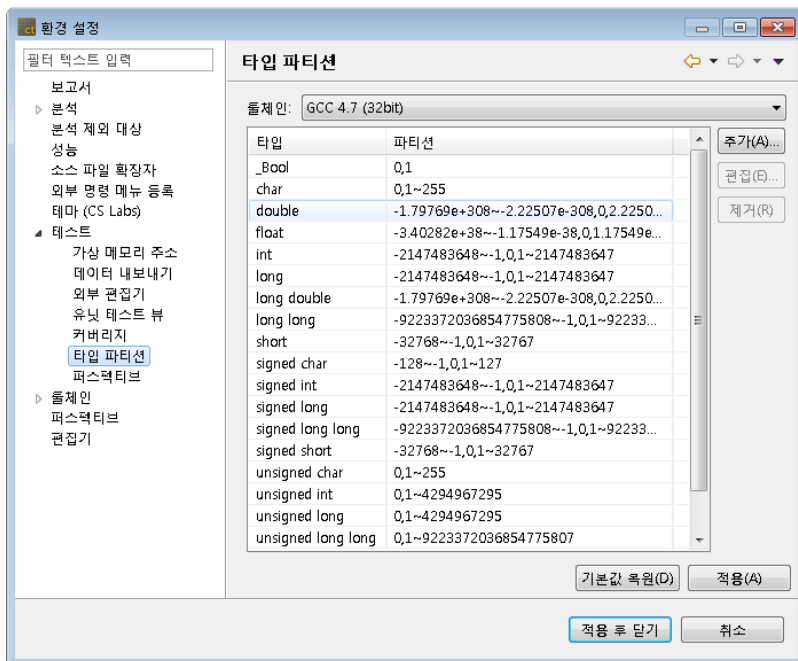 ct 환경 설정
필터 텍스트 입력
보고서
분석
분석 제외 대상
성능
소스 파일 확장자
외부 명령 메뉴 등록
테마 (CS Labs)
테스트
가상 메모리 주소
데이터 내보내기
외부 편집기
유닛 테스트 뷰
커버리지
타입 파티션
퍼스펙티브
툴체인
퍼스펙티브
편집기
타입 파티션
툴체인: GCC 4.7 (32bit)
타입 파티션
_Bool 0,1
char 0,1~255
double -1.79769e+308~-2.22507e-308,0,2.2250...
float -3.40282e+38~-1.17549e-38,0,1.17549e...
int -2147483648~-1,0,1~2147483647
long -2147483648~-1,0,1~2147483647
long double -1.79769e+308~-2.22507e-308,0,2.2250...
long long -9223372036854775808~-1,0,1~92233...
short -32768~-1,0,1~32767
signed char -128~-1,0,1~127
signed int -2147483648~-1,0,1~2147483647
signed long -2147483648~-1,0,1~2147483647
signed long long -9223372036854775808~-1,0,1~92233...
signed short -32768~-1,0,1~32767
unsigned char 0,1~255
unsigned int 0,1~4294967295
unsigned long 0,1~4294967295
unsigned long long 0,1~9223372036854775807
추가(A)...
편집(E)...
제거(R)
기본값 복원(D) 적용(A)
적용 후 닫기 취소